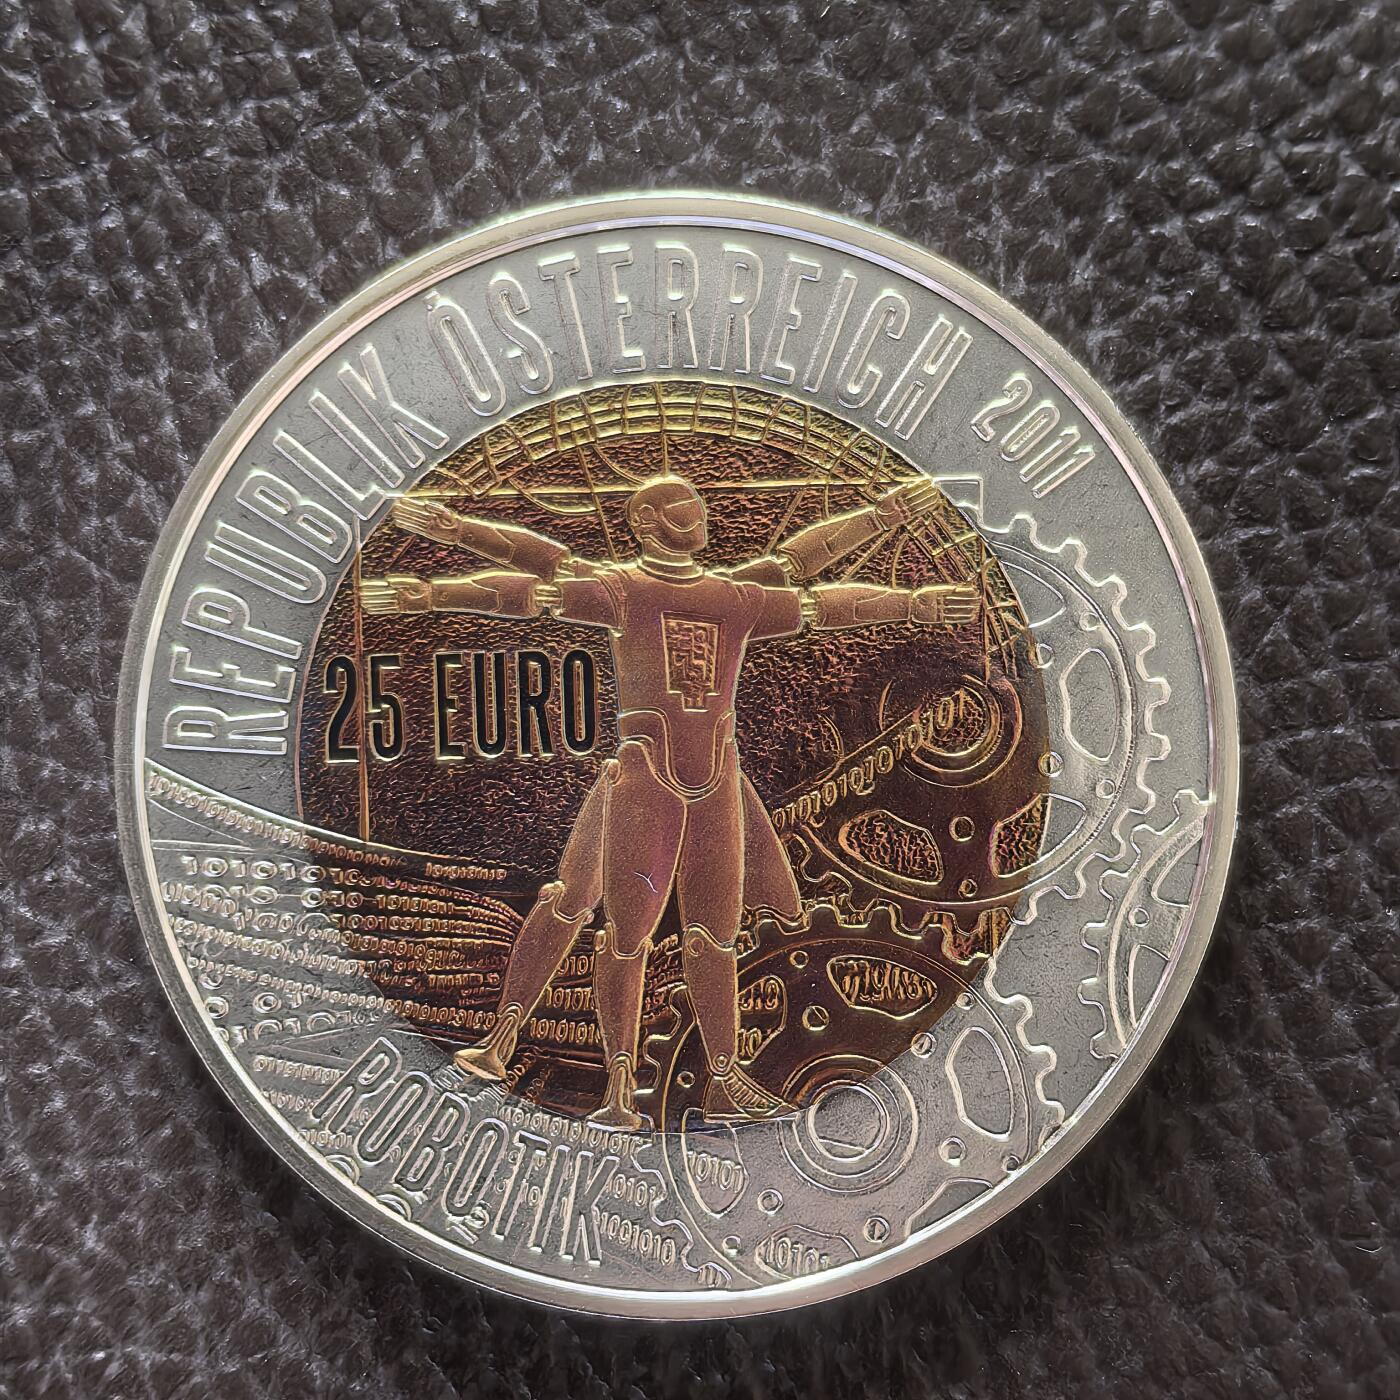 REPUBLIK ÖSTERREICH 2011
25 EURO
ROBOTIK